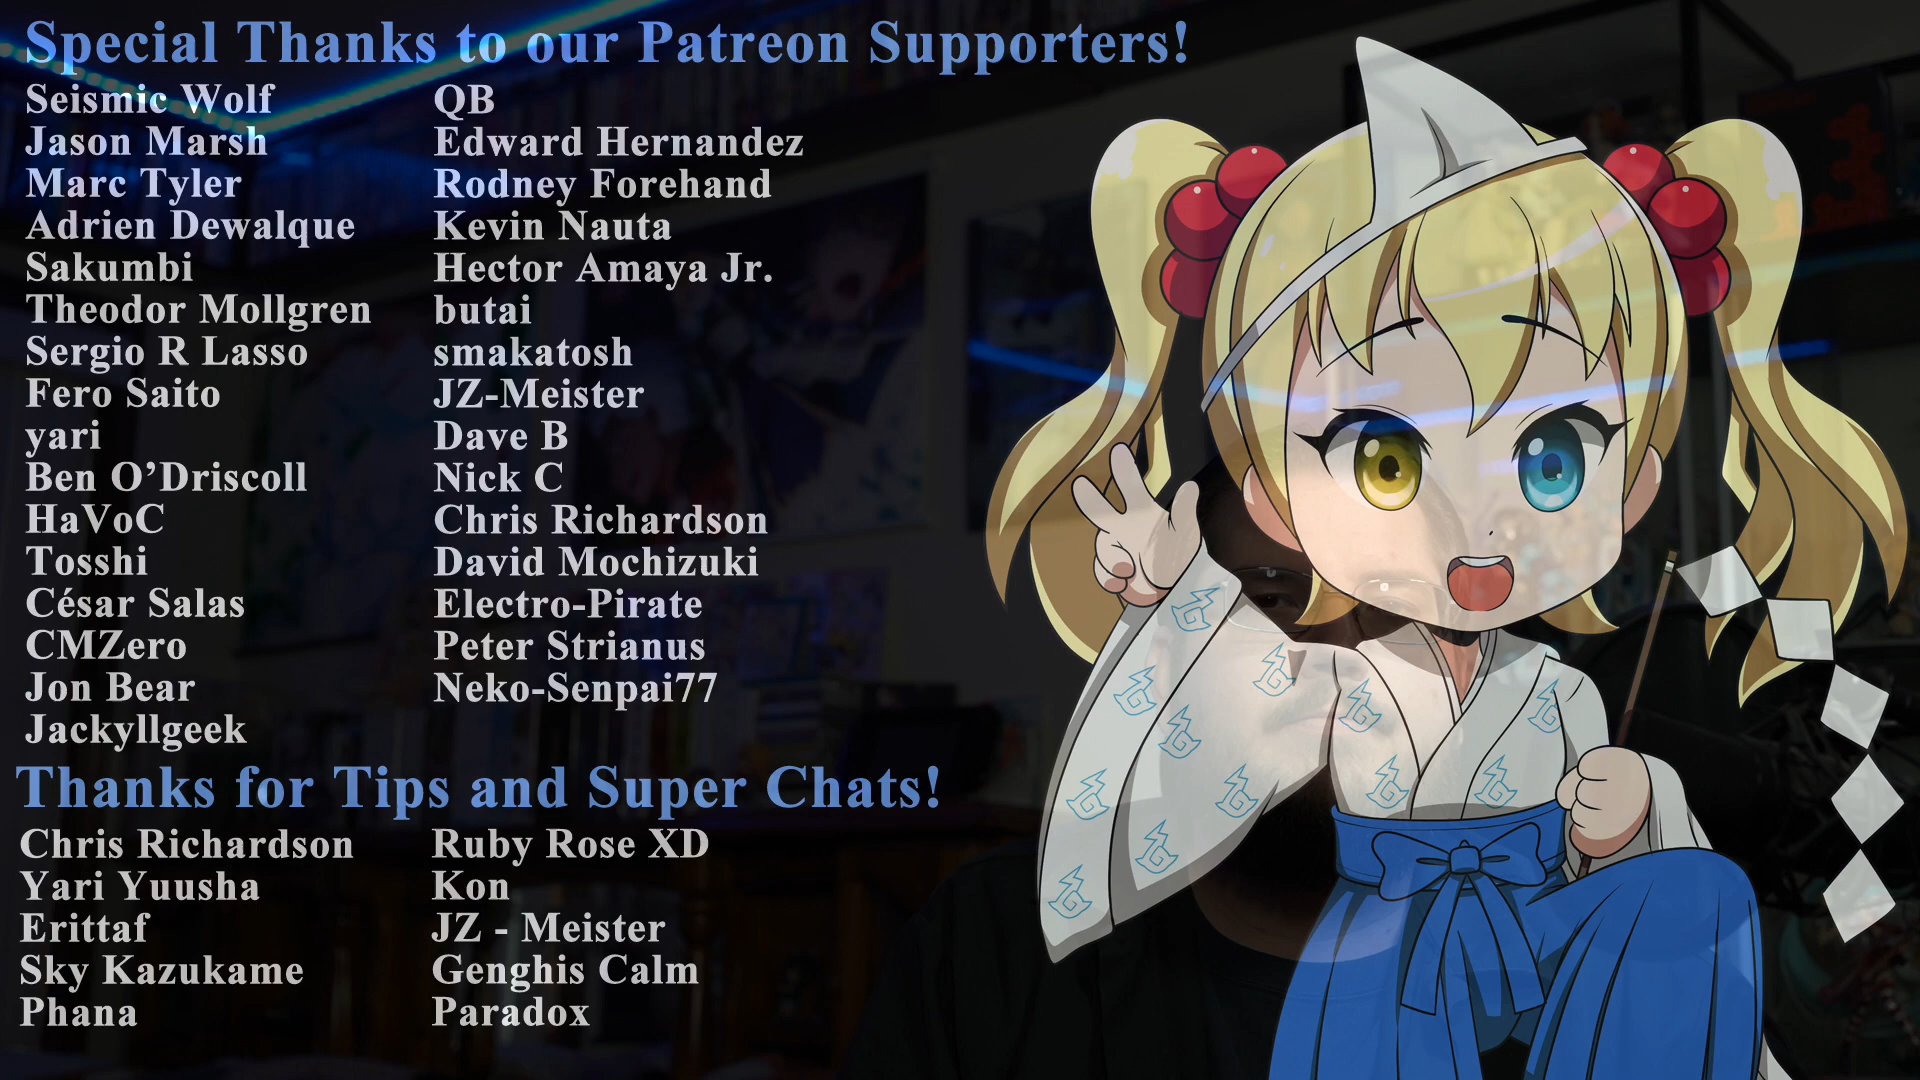 Special Thanks to our Patreon Supporters!
Seismic Wolf
Jason Marsh
Marc Tyler
Adrien Dewalque
Sakumbi
Theodor Mollgren
Sergio R Lasso
Fero Saito
yari
Ben O’Driscoll
HaVoC
Tosshi
César Salas
CMZero
Jon Bear
Jackyllgeek
QB
Edward Hernandez
Rodney Forehand
Kevin Nauta
Hector Amaya Jr.
butai
smakatosh
JZ-Meister
Dave B
Nick C
Chris Richardson
David Mochizuki
Electro-Pirate
Peter Strianus
Neko-Senpai77
Thanks for Tips and Super Chats!
Chris Richardson
Yari Yuusha
Erittaf
Sky Kazukame
Phana
Ruby Rose XD
Kon
JZ - Meister
Genghis Calm
Paradox